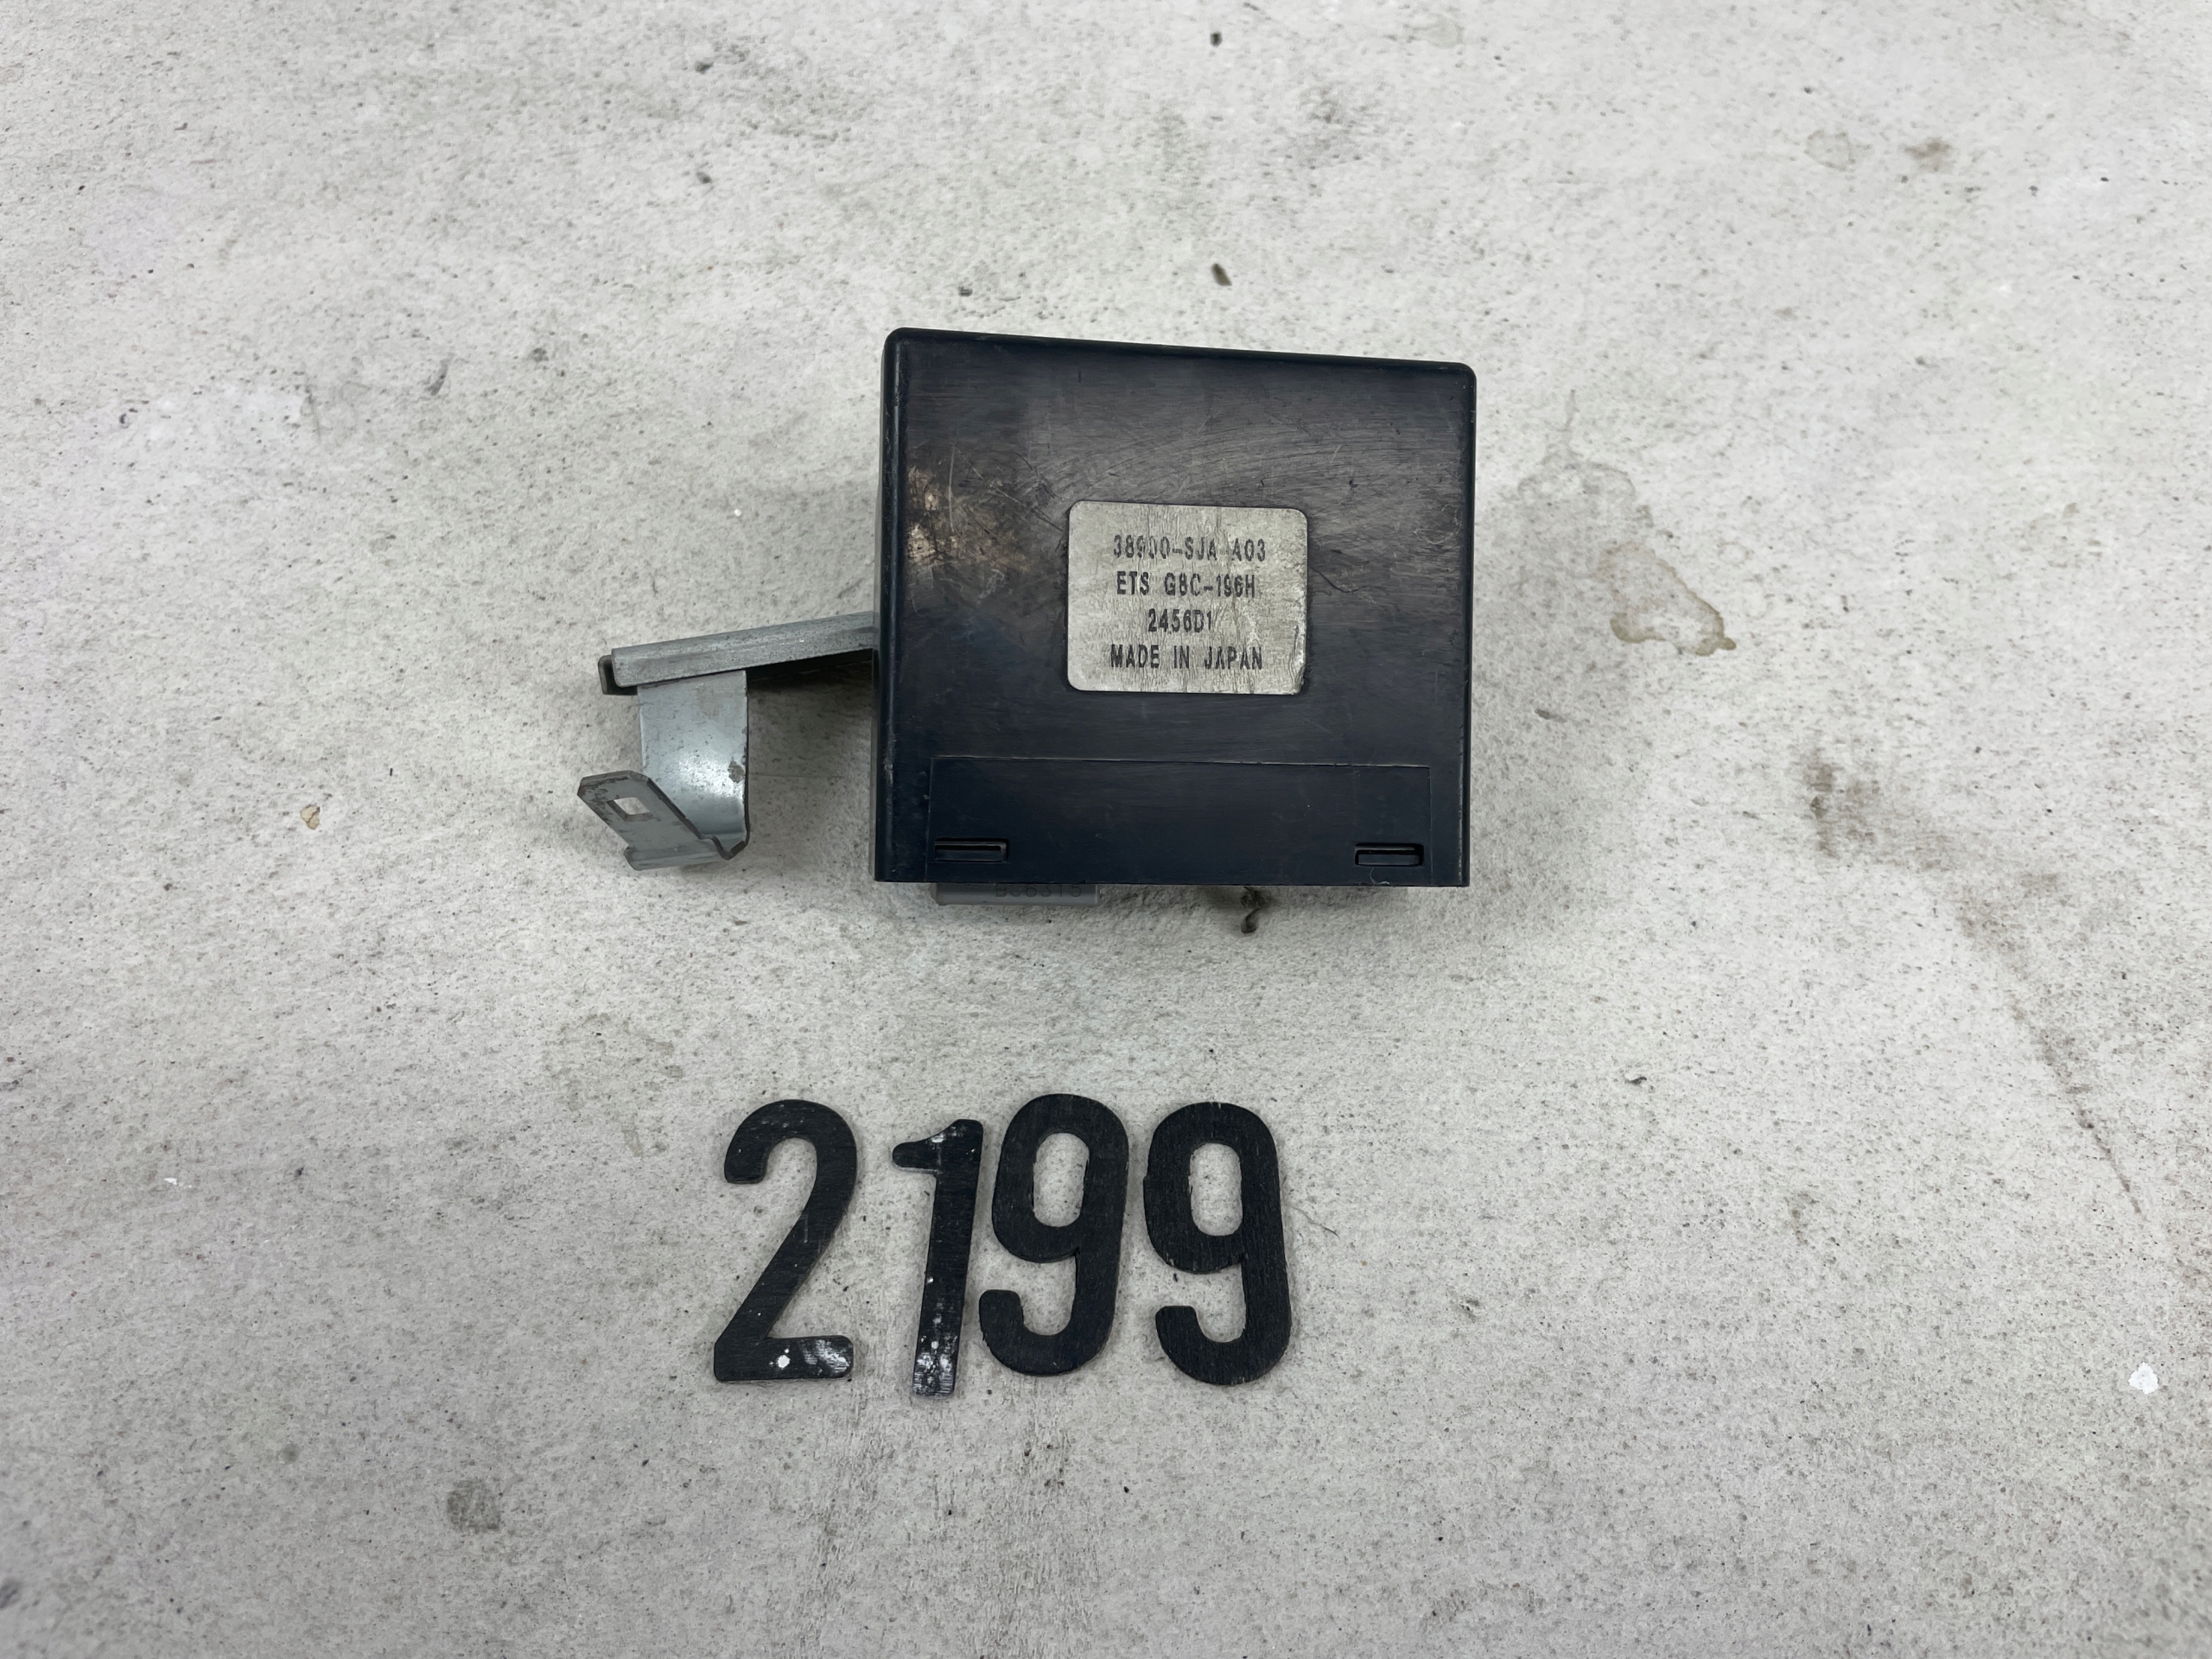 38900-SJA-A03
ETS G8C-196H
2456D1
MADE IN JAPAN
2199